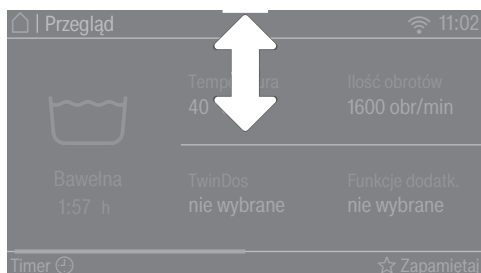 | Przegląd
11:02
Ilość obrotów
40
1600 obr/min
Bawełna
1:57 h
TwinDos
nie wybrane
Funkcje dodatk.
nie wybrane
Timer
Zapamiętaj